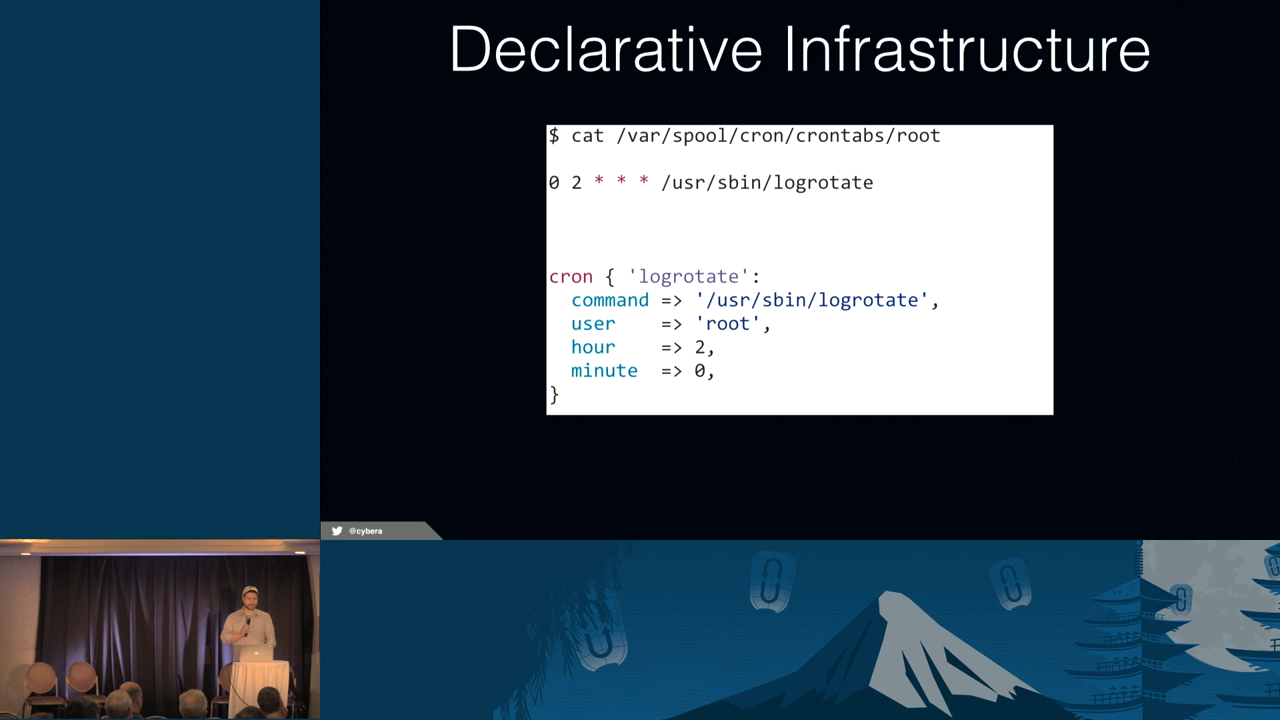 Declarative Infrastructure
$ cat /var/spool/cron/crontabs/root
0 2 * * * /usr/sbin/logrotate
cron { 'logrotate':
  command => '/usr/sbin/logrotate',
  user    => 'root',
  hour    => 2,
  minute  => 0,
}
@cybera